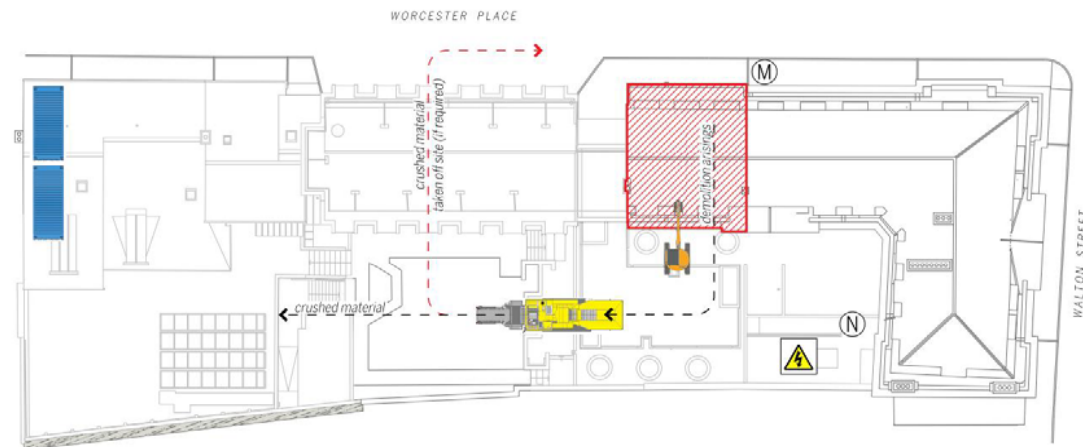 WORCESTER PLACE
M
crushed material
taken off site (if required)
demolition arisings
WALTON STREET
crushed material
N